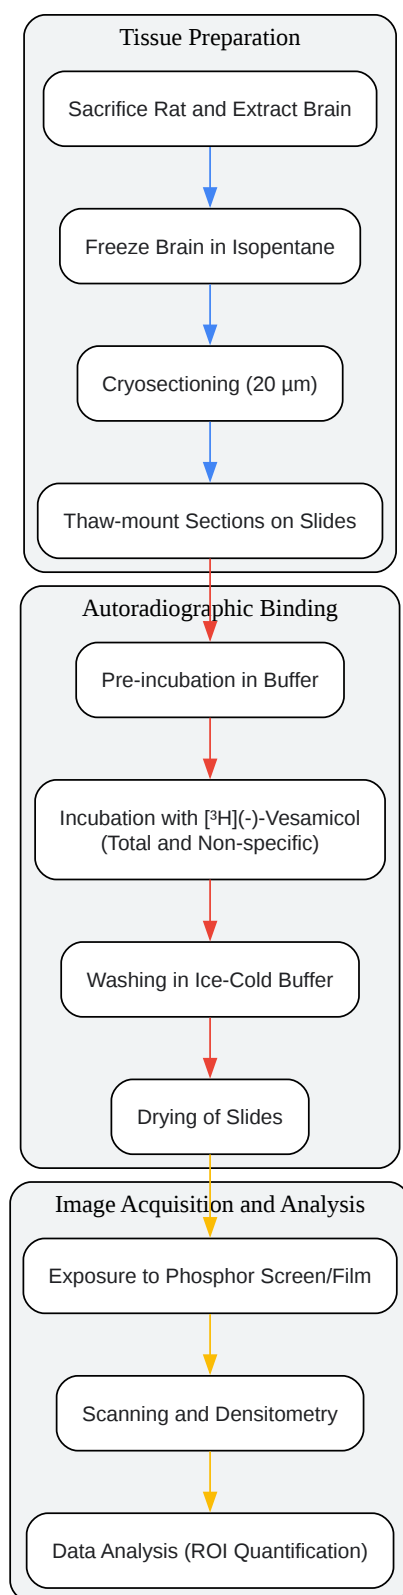 Tissue Preparation
Sacrifice Rat and Extract Brain
Freeze Brain in Isopentane
Cryosectioning (20 µm)
Thaw-mount Sections on Slides
Autoradiographic Binding
Pre-incubation in Buffer
Incubation with [³H](-)-Vesamicol
(Total and Non-specific)
Washing in Ice-Cold Buffer
Drying of Slides
Image Acquisition and Analysis
Exposure to Phosphor Screen/Film
Scanning and Densitometry
Data Analysis (ROI Quantification)